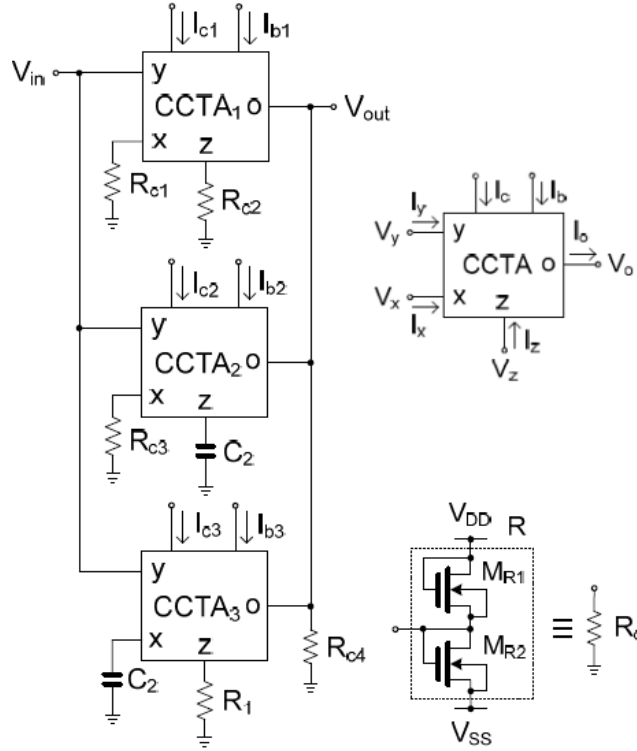 Ic1 Ib1
Vin y CCTA1 o Vout
x z
Rc1 Rc2
Ic2 Ib2
y CCTA2 o
x z
Rc3 C2
Ic3 Ib3
y CCTA3 o
x z
C2 R1 Rc4
Ic Ib
Iy Io
Vy y CCTA o Vo
Vx x z
Ix Iz
Vz
VDD R
MR1
MR2
≡
VSS